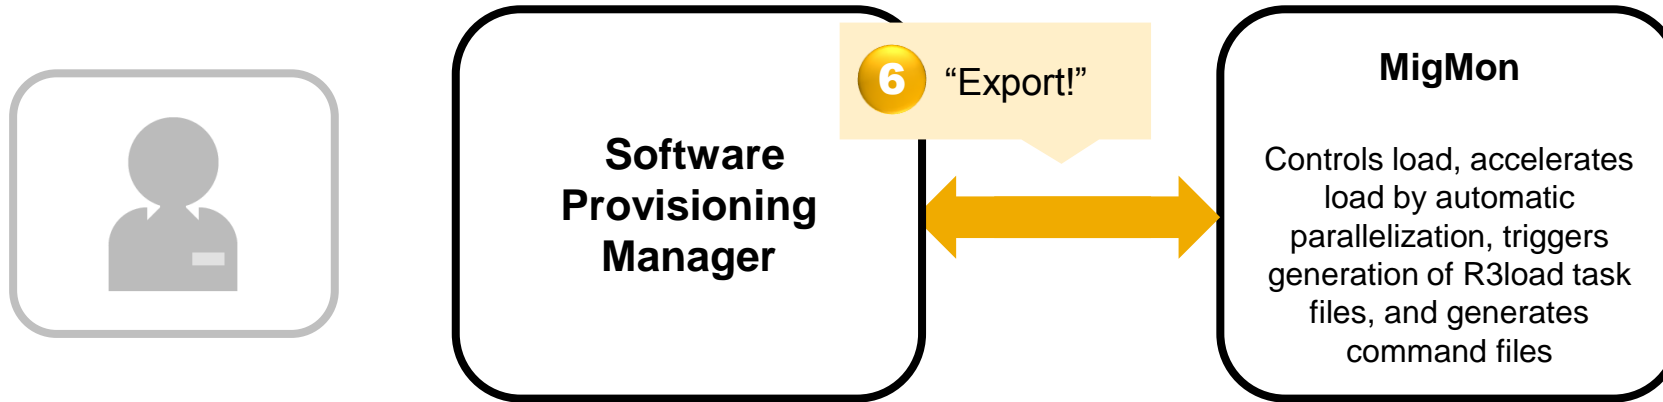 6 “Export!”
Software
Provisioning
Manager
MigMon
Controls load, accelerates
load by automatic
parallelization, triggers
generation of R3load task
files, and generates
command files